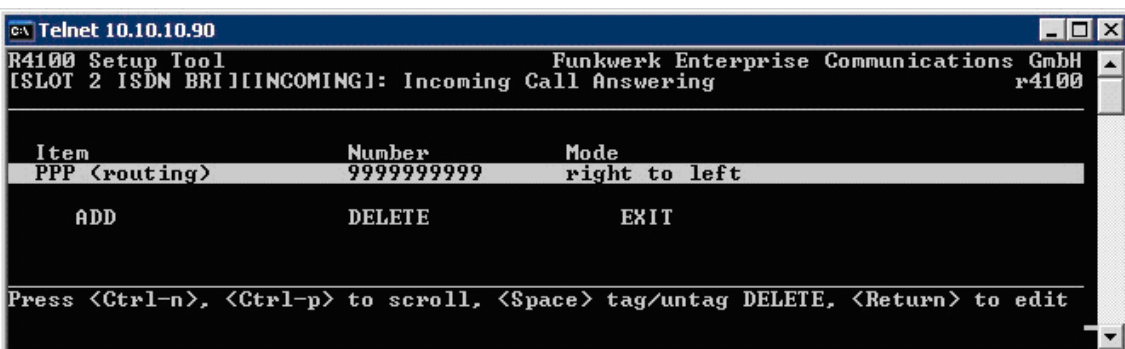 Telnet 10.10.10.90
R4100 Setup Tool Funkwerk Enterprise Communications GmbH
[SLOT 2 ISDN BRI][INCOMING]: Incoming Call Answering r4100
Item Number Mode
PPP (routing) 9999999999 right to left
ADD DELETE EXIT
Press <Ctrl-n>, <Ctrl-p> to scroll, <Space> tag/untag DELETE, <Return> to edit